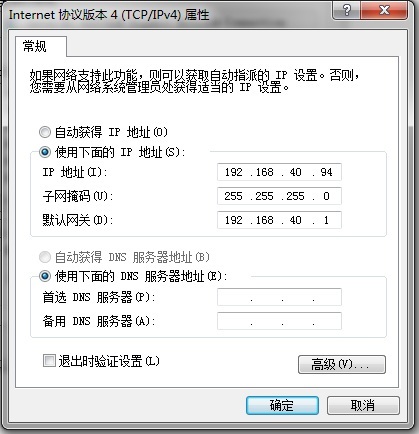 Internet 协议版本 4 (TCP/IPv4) 属性
常规
如果网络支持此功能，则可以获取自动指派的 IP 设置。否则，
您需要从网络系统管理员处获得适当的 IP 设置。
自动获得 IP 地址(O)
使用下面的 IP 地址(S):
IP 地址(I): 192 .168 . 40 . 94
子网掩码(U): 255 .255 .255 . 0
默认网关(D): 192 .168 . 40 . 1
自动获得 DNS 服务器地址(B)
使用下面的 DNS 服务器地址(E):
首选 DNS 服务器(P): . . .
备用 DNS 服务器(A): . . .
退出时验证设置(L)
高级(V)...
确定 取消